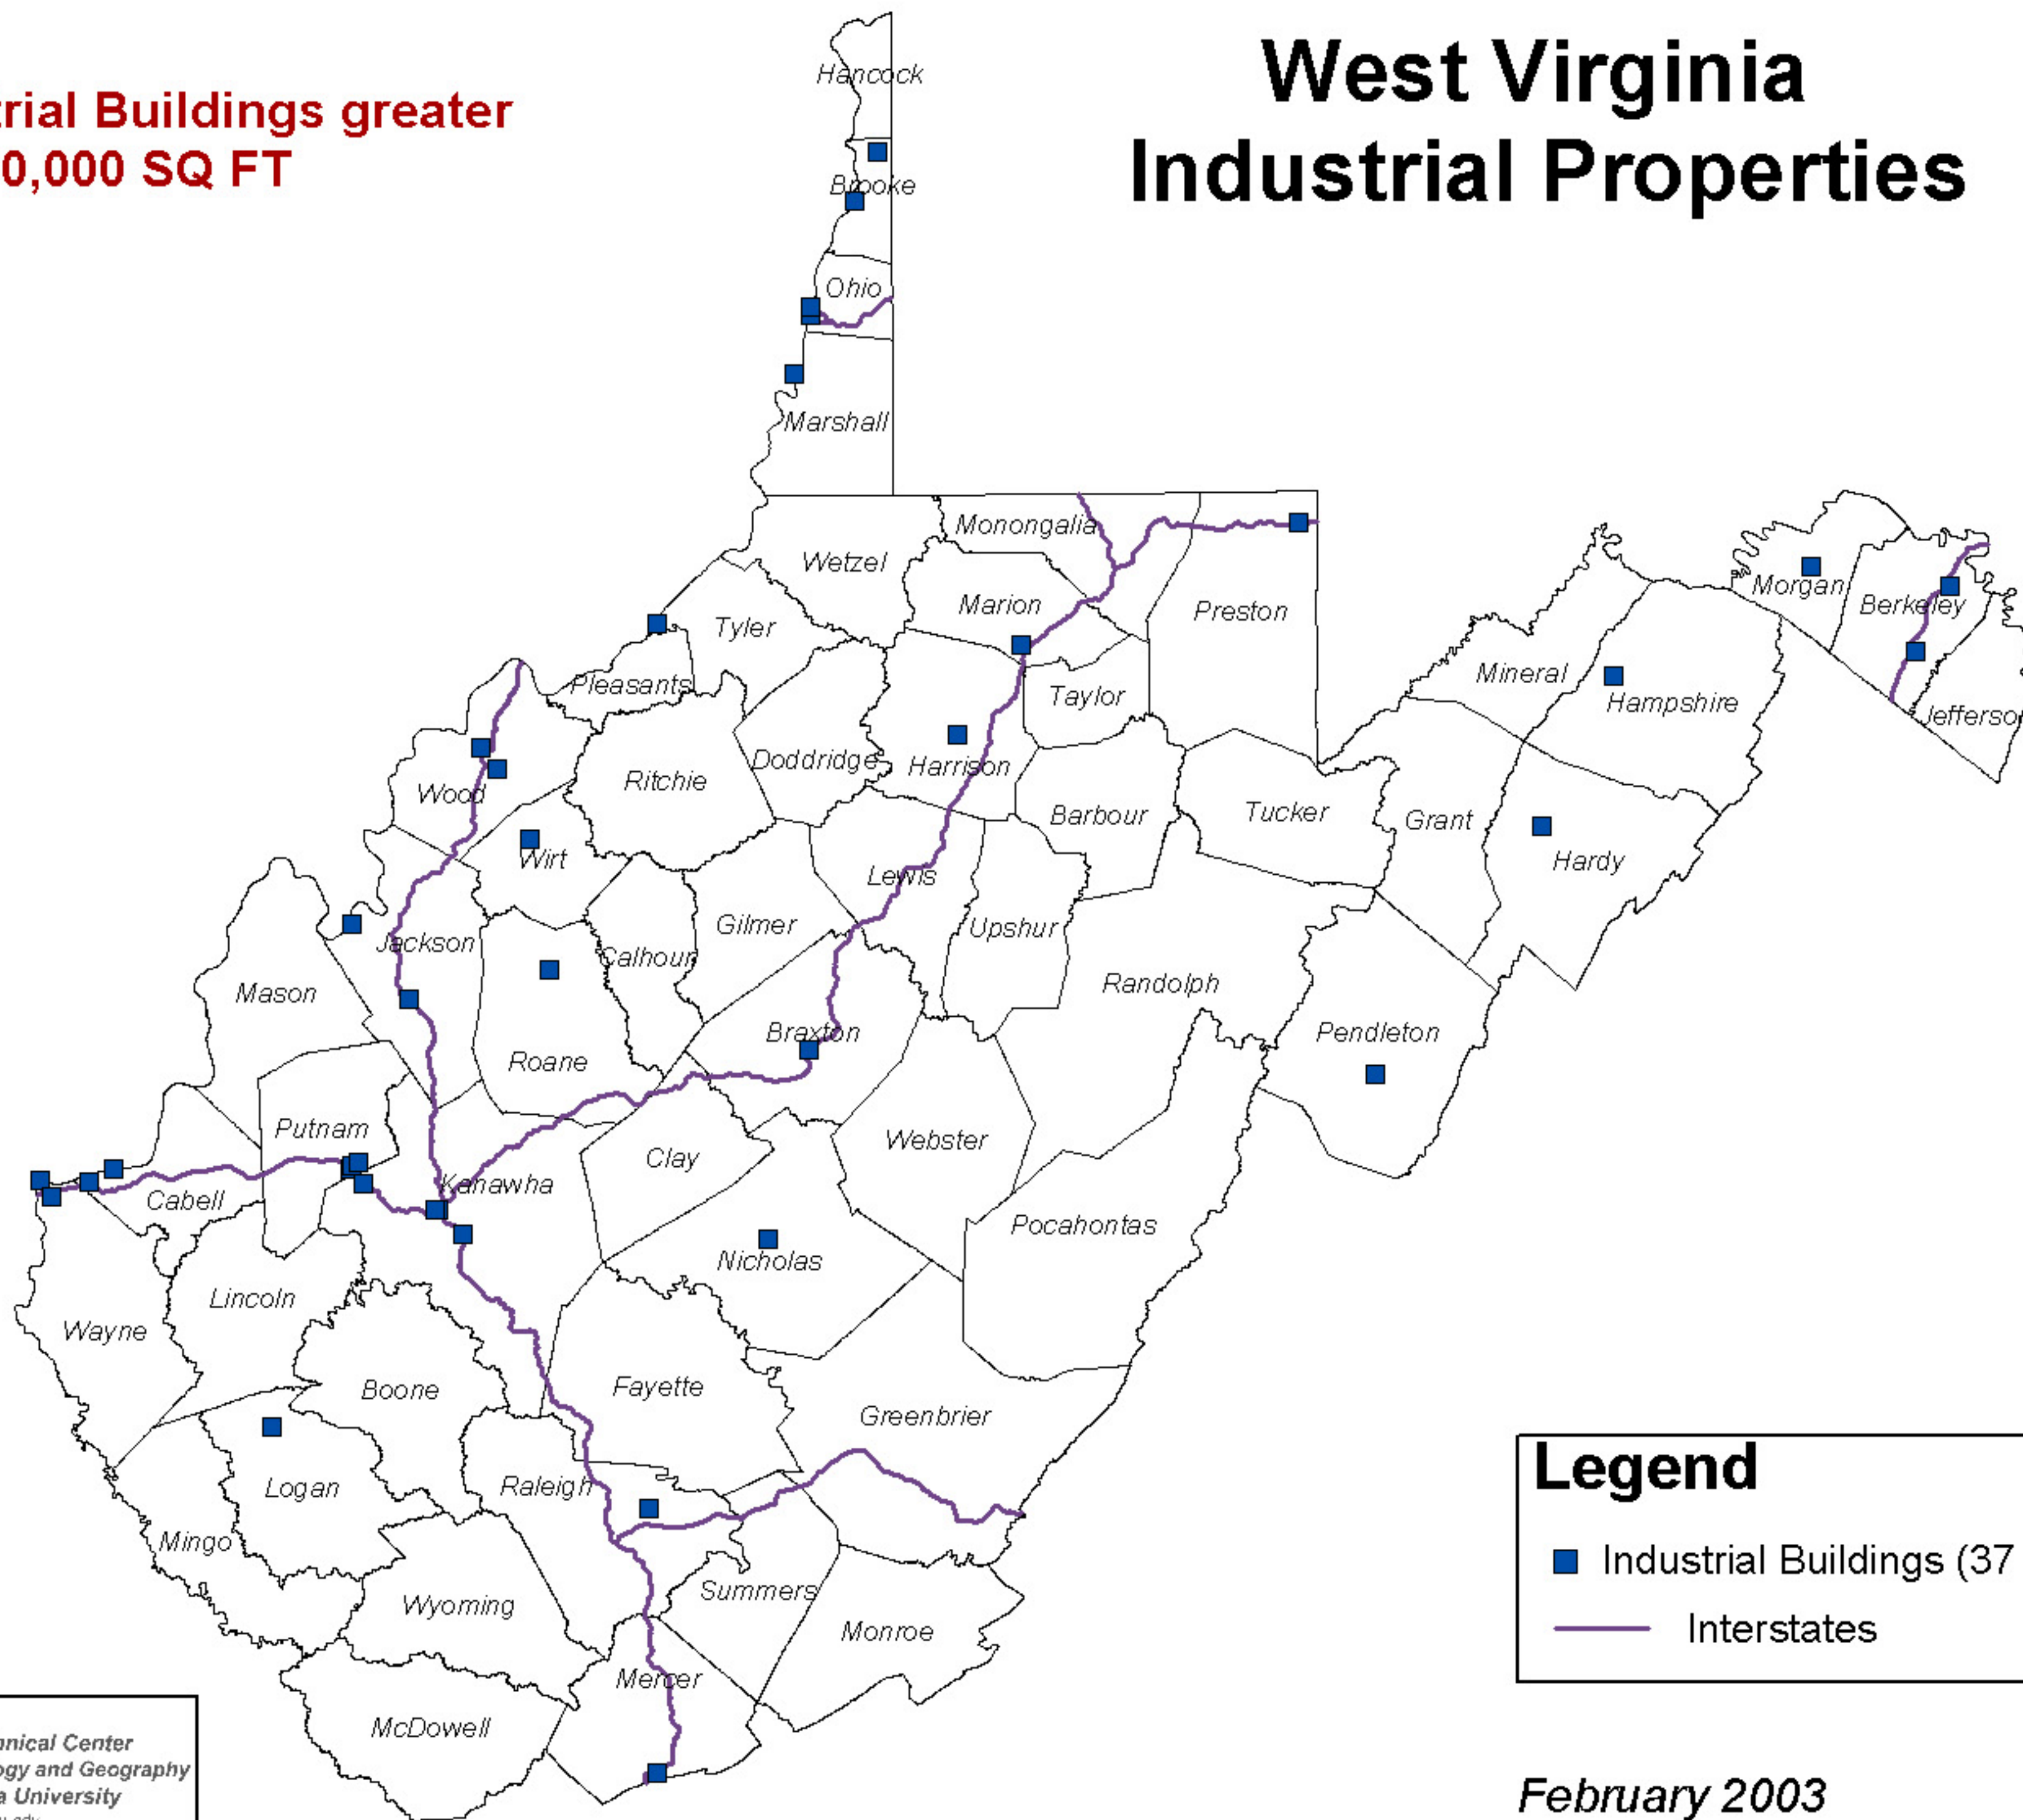 West Virginia
Industrial Properties
trial Buildings greater
0,000 SQ FT
Hancock
Brooke
Ohio
Marshall
Monongalia
Wetzel
Marion
Preston
Tyler
Pleasants
Taylor
Morgan
Berkeley
Mineral
Hampshire
Jefferso
Doddridge
Harrison
Ritchie
Wood
Barbour
Tucker
Grant
Wirt
Hardy
Lewis
Gilmer
Upshur
Jackson
Calhoun
Randolph
Mason
Braxton
Pendleton
Roane
Putnam
Webster
Clay
Kanawha
Cabell
Pocahontas
Nicholas
Lincoln
Wayne
Boone
Fayette
Greenbrier
Logan
Raleigh
Mingo
Summers
Wyoming
Monroe
Mercer
McDowell
Legend
Industrial Buildings (37
Interstates
February 2003
hnical Center
ogy and Geography
a University